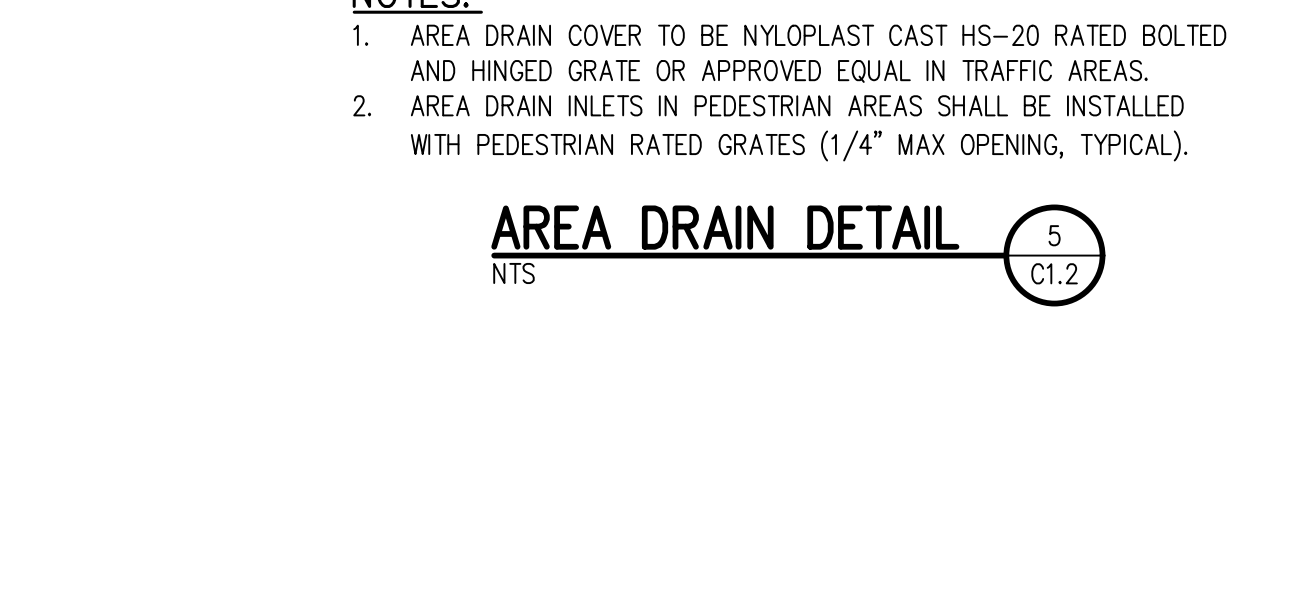 NOTES:
1. AREA DRAIN COVER TO BE NYLOPLAST CAST HS-20 RATED BOLTED
AND HINGED GRATE OR APPROVED EQUAL IN TRAFFIC AREAS.
2. AREA DRAIN INLETS IN PEDESTRIAN AREAS SHALL BE INSTALLED
WITH PEDESTRIAN RATED GRATES (1/4” MAX OPENING, TYPICAL).
AREA DRAIN DETAIL
5
NTS
C1.2